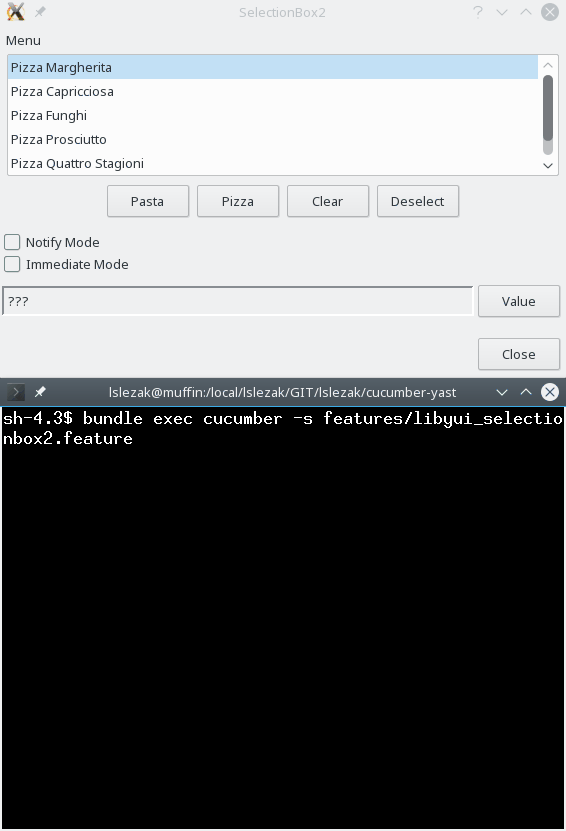 SelectionBox2
Menu
Pizza Margherita
Pizza Capricciosa
Pizza Funghi
Pizza Prosciutto
Pizza Quattro Stagioni
Pasta Pizza Clear Deselect
Notify Mode
Immediate Mode
??? Value
Close
lslezak@muffin:/local/lslezak/GIT/lslezak/cucumber-yast
sh-4.3$ bundle exec cucumber -s features/libyui_selectio
nbox2.feature